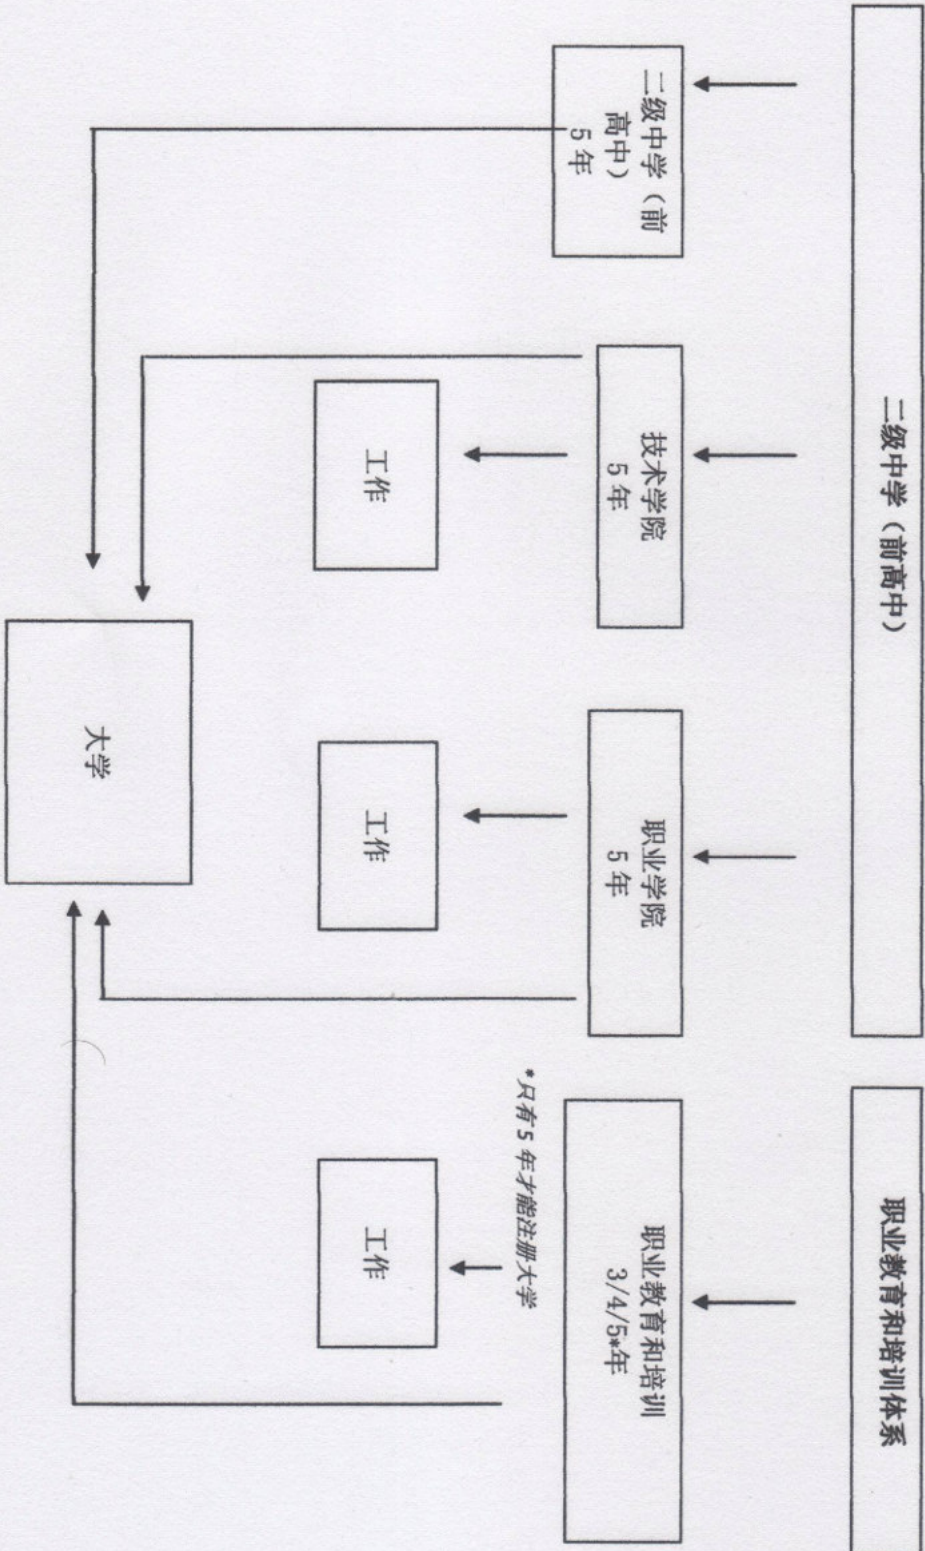 二级中学（前高中）
职业教育和培训体系
二级中学（前
高中）
5 年
技术学院
5 年
职业学院
5 年
职业教育和培训
3/4/5*年
*只有 5 年才能注册大学
工作
工作
工作
大学